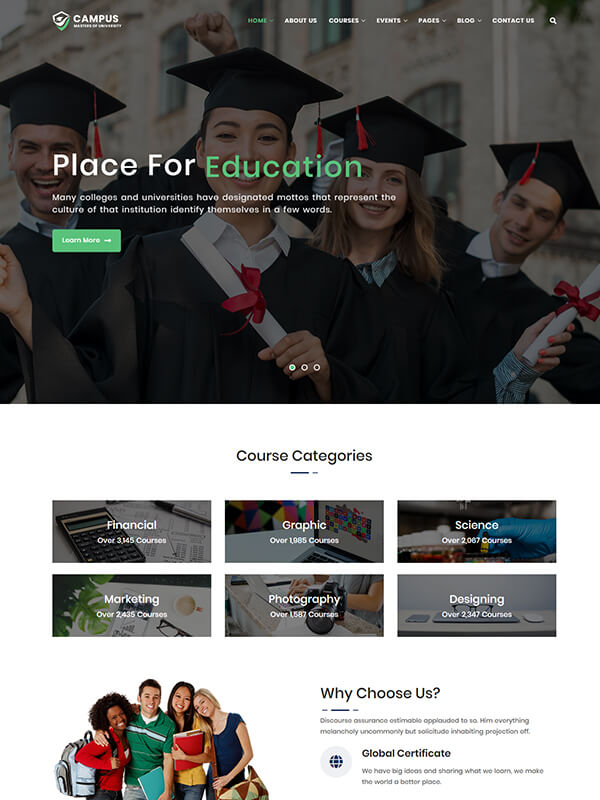 CAMPUS
MASTERS OF UNIVERSITY
HOME ABOUT US COURSES EVENTS PAGES BLOG CONTACT US
Place For Education
Many colleges and universities have designated mottos that represent the
culture of that institution identify themselves in a few words.
Learn More
Course Categories
Financial
Over 3,145 Courses
Graphic
Over 1,985 Courses
Science
Over 2,067 Courses
Marketing
Over 2,435 Courses
Photography
Over 1,587 Courses
Designing
Over 2,347 Courses
Why Choose Us?
Discourse assurance estimable applauded to so. Him everything
melancholy uncommonly but solicitude inhabiting projection off.
Global Certificate
We have big ideas and sharing what we learn, we make
the world a better place.